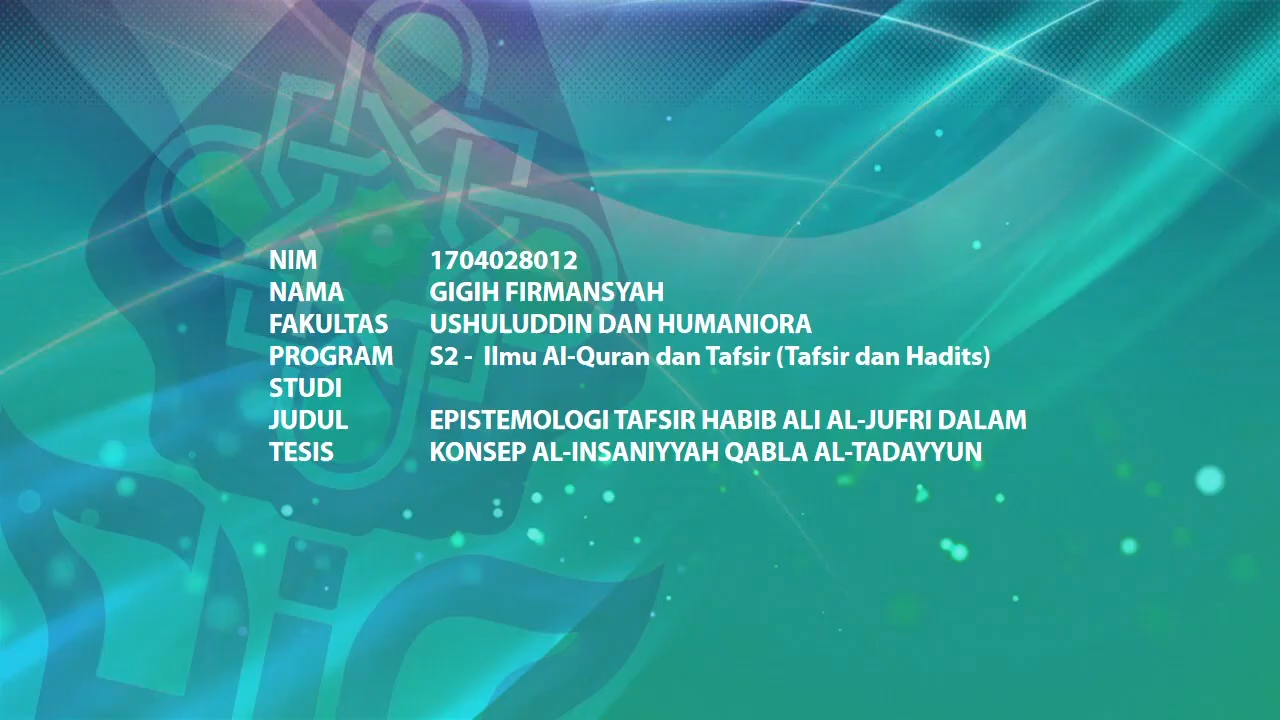 NIM 1704028012
NAMA GIGIH FIRMANSYAH
FAKULTAS USHULUDDIN DAN HUMANIORA
PROGRAM S2 - Ilmu Al-Quran dan Tafsir (Tafsir dan Hadits)
STUDI
JUDUL EPISTEMOLOGI TAFSIR HABIB ALI AL-JUFRI DALAM
TESIS KONSEP AL-INSANIYYAH QABLA AL-TADAYYUN